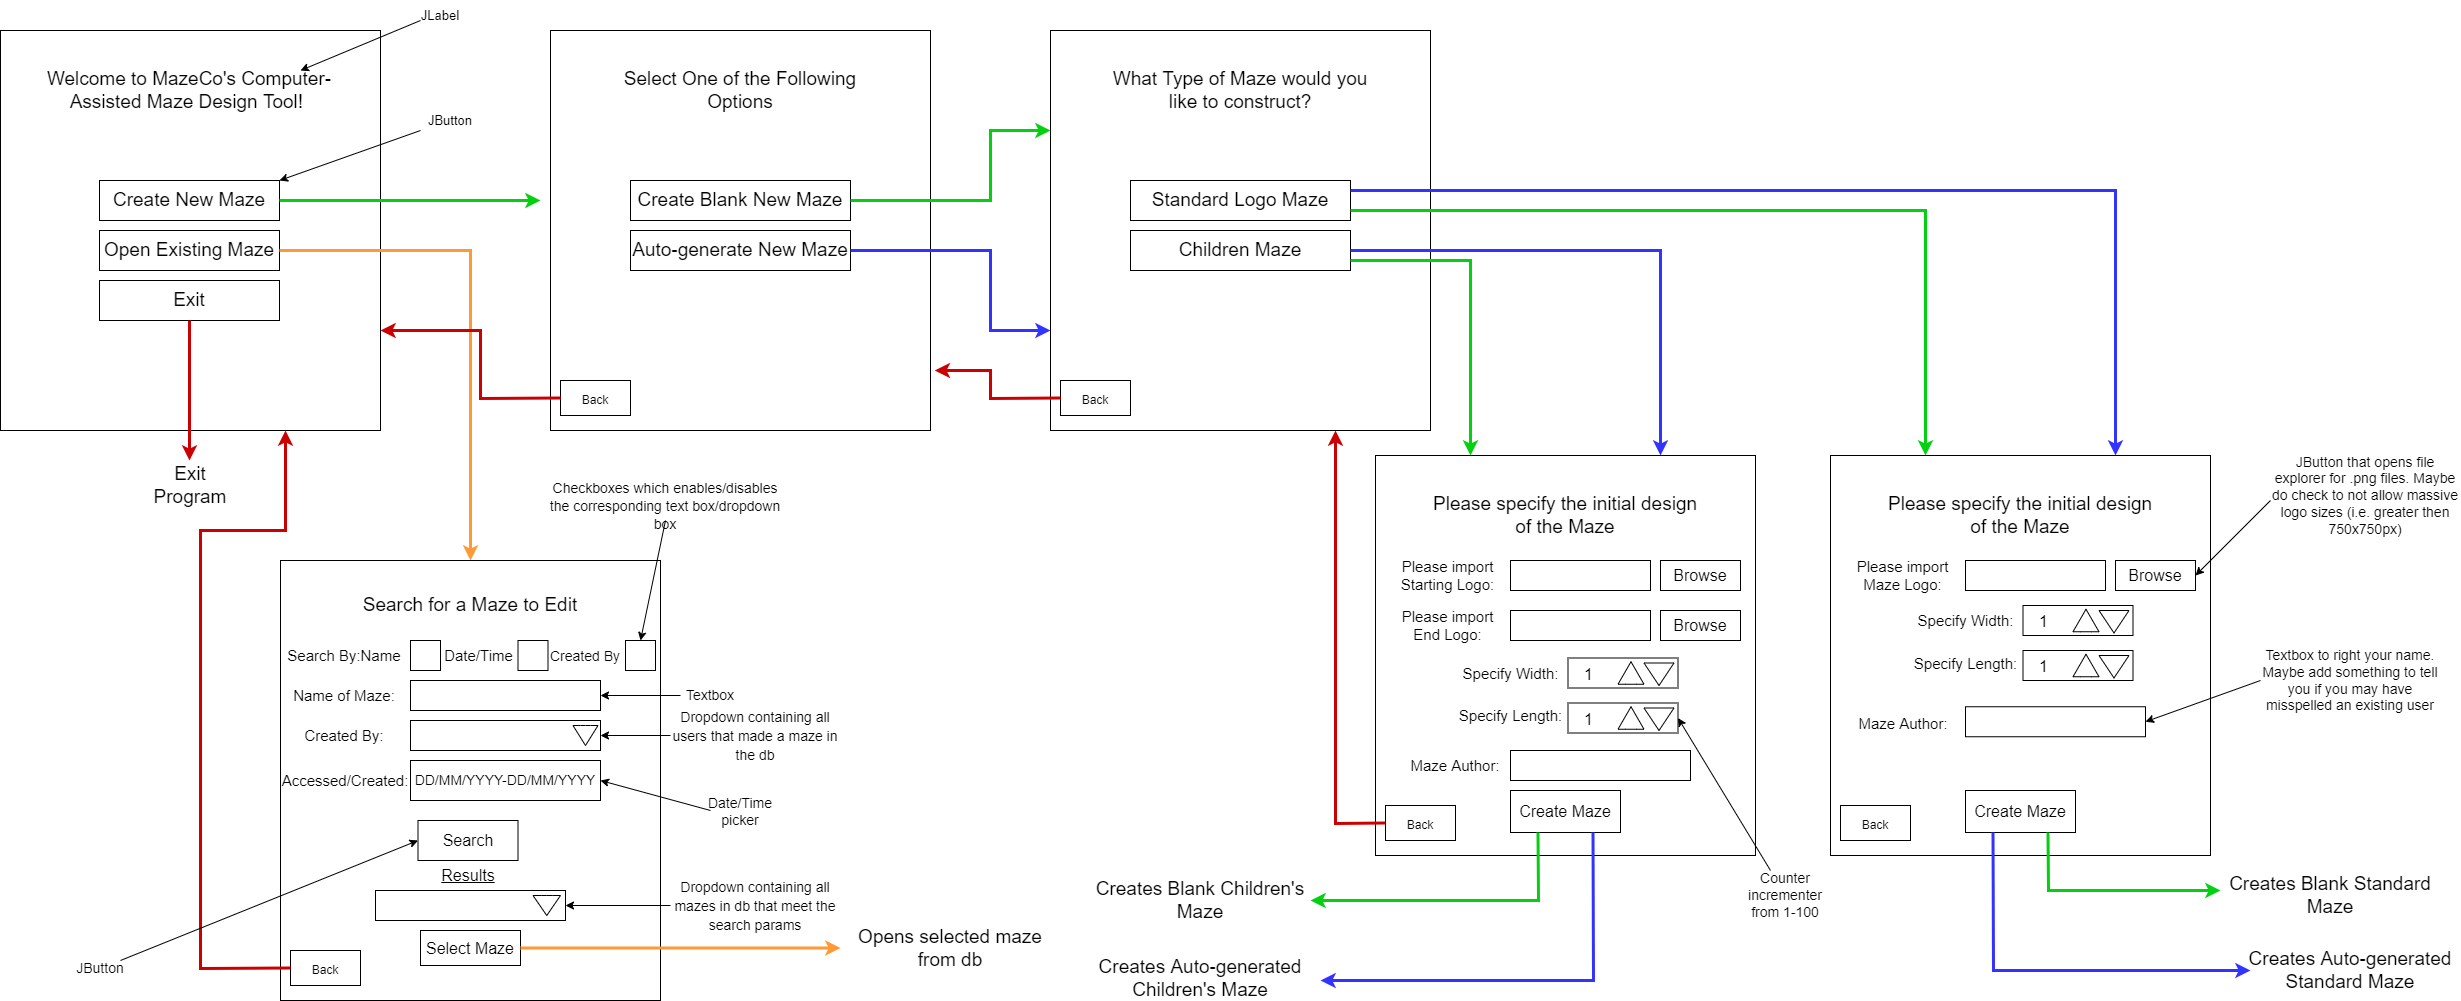 JLabel
Welcome to MazeCo's Computer-
Assisted Maze Design Tool!
JButton
Create New Maze
Open Existing Maze
Exit
Exit
Program
Select One of the Following
Options
Create Blank New Maze
Auto-generate New Maze
Back
What Type of Maze would you
like to construct?
Standard Logo Maze
Children Maze
Back
Checkboxes which enables/disables
the corresponding text box/dropdown
box
Search for a Maze to Edit
Search By:Name
Date/Time
Created By
Name of Maze:
Textbox
Created By:
Dropdown containing all
users that made a maze in
the db
Accessed/Created:
DD/MM/YYYY-DD/MM/YYYY
Date/Time
picker
Search
Results
Dropdown containing all
mazes in db that meet the
search params
Select Maze
Opens selected maze
from db
JButton
Back
Please specify the initial design
of the Maze
Please import
Starting Logo:
Browse
Please import
End Logo:
Browse
Specify Width:
1
Specify Length:
1
Maze Author:
Back
Create Maze
Counter
incrementer
from 1-100
Creates Blank Children's
Maze
Creates Auto-generated
Children's Maze
Please specify the initial design
of the Maze
JButton that opens file
explorer for .png files. Maybe
do check to not allow massive
logo sizes (i.e. greater then
750x750px)
Please import
Maze Logo:
Browse
Specify Width:
1
Specify Length:
1
Textbox to right your name.
Maybe add something to tell
you if you may have
misspelled an existing user
Maze Author:
Back
Create Maze
Creates Blank Standard
Maze
Creates Auto-generated
Standard Maze